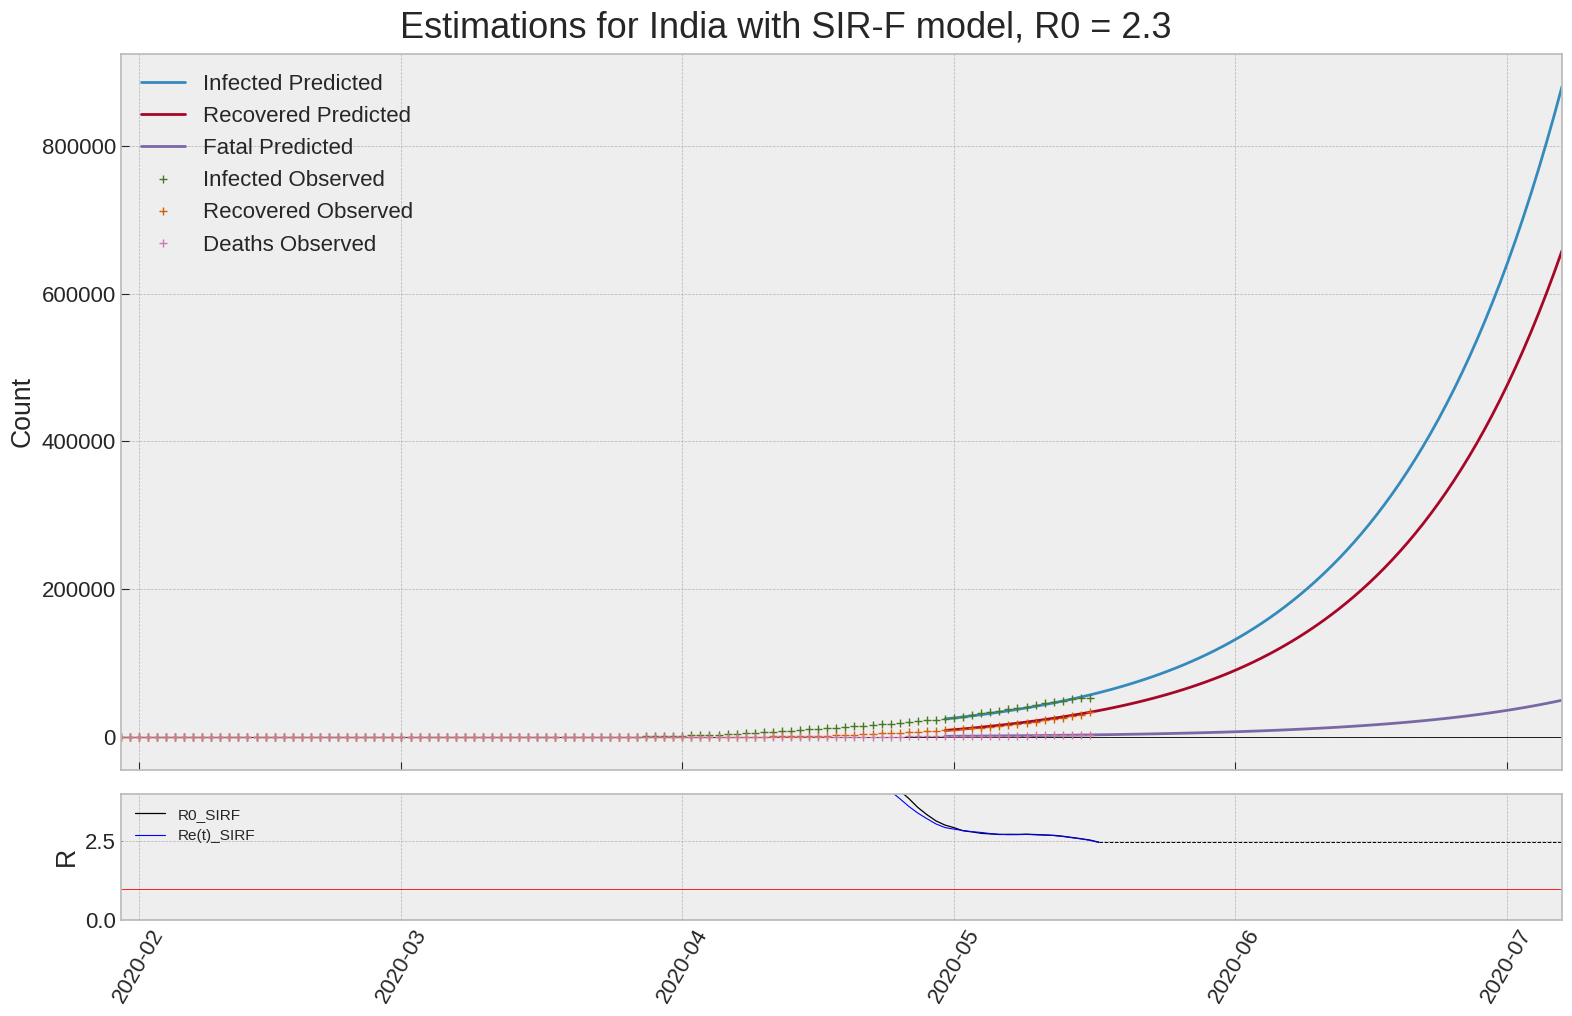 Estimations for India with SIR-F model, R0 = 2.3
Infected Predicted
Recovered Predicted
Fatal Predicted
Infected Observed
Recovered Observed
Deaths Observed
Count
800000
600000
400000
200000
0
R0_SIRF
Re(t)_SIRF
R
2.5
0.0
2020-02
2020-03
2020-04
2020-05
2020-06
2020-07